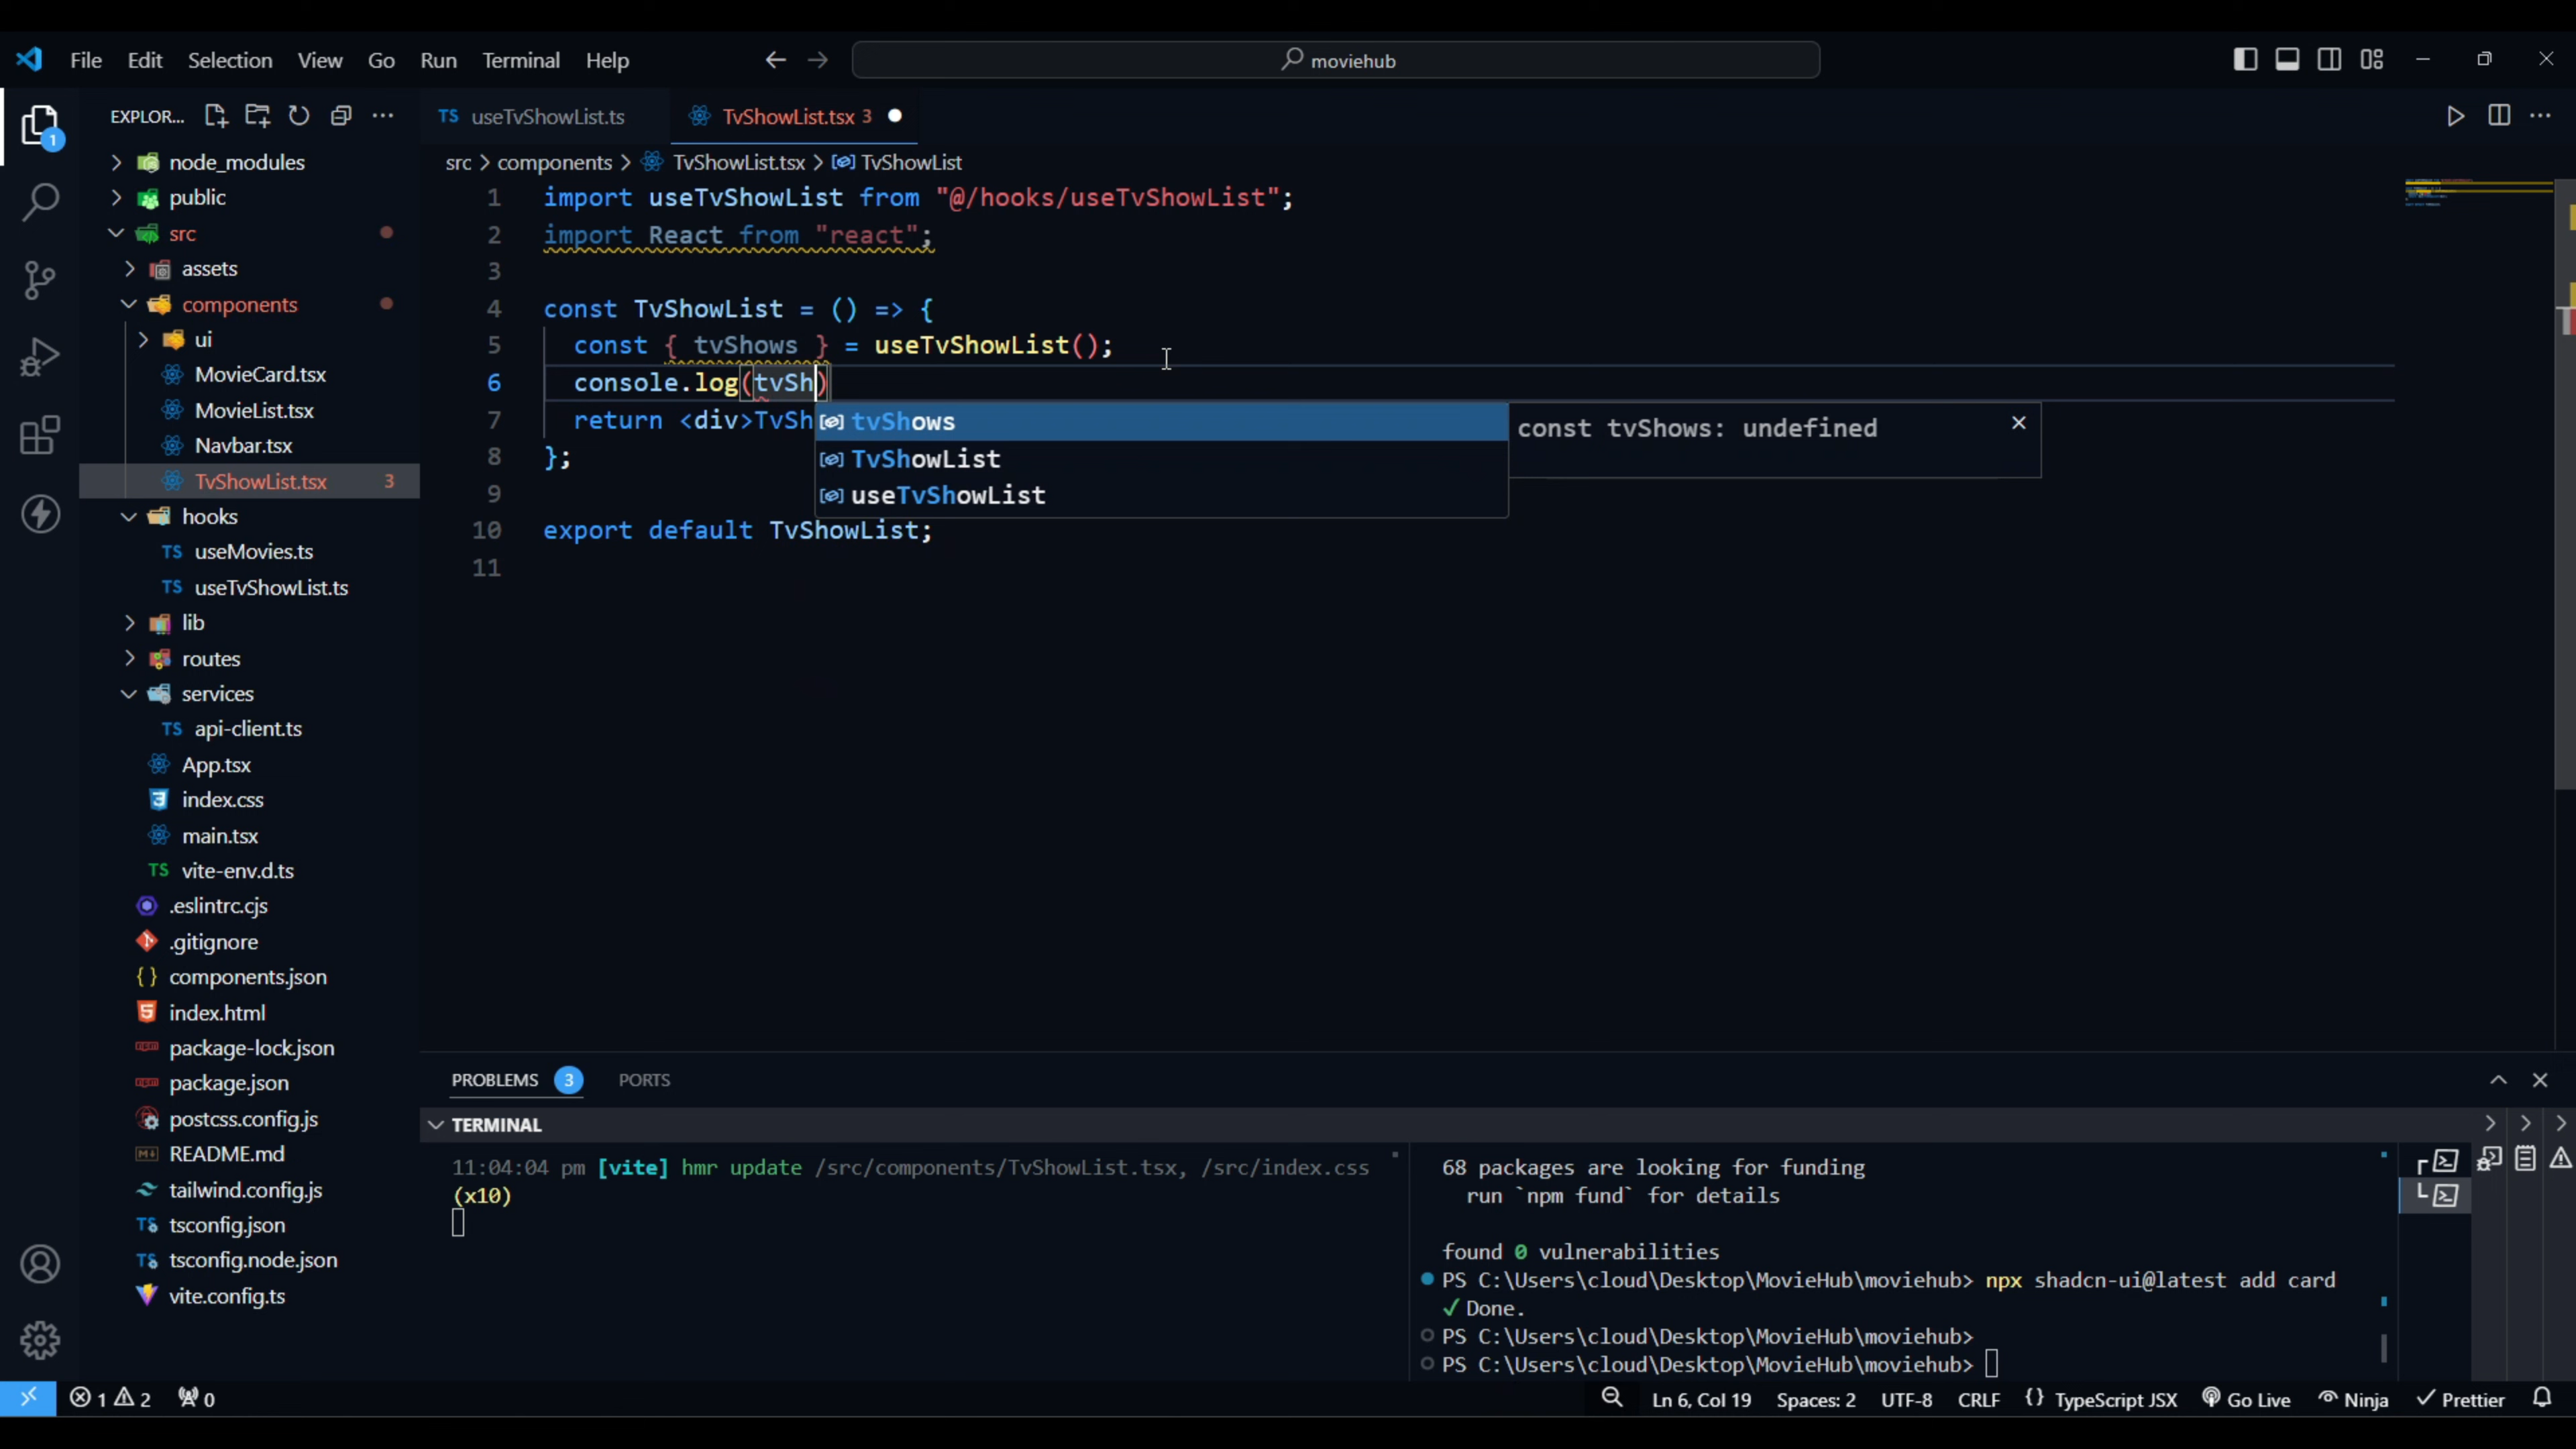 File Edit Selection View Go Run Terminal Help
moviehub
EXPLOR...
useTvShowList.ts
TvShowList.tsx 3
src > components > TvShowList.tsx > TvShowList
node_modules
public
src
assets
components
ui
MovieCard.tsx
MovieList.tsx
Navbar.tsx
TvShowList.tsx 3
hooks
TS useMovies.ts
TS useTvShowList.ts
lib
routes
services
TS api-client.ts
App.tsx
index.css
main.tsx
TS vite-env.d.ts
.eslintrc.cjs
.gitignore
components.json
index.html
package-lock.json
package.json
postcss.config.js
README.md
tailwind.config.js
tsconfig.json
tsconfig.node.json
vite.config.ts
1 import useTvShowList from "@/hooks/useTvShowList";
2 import React from "react";
3
4 const TvShowList = () => {
5 const { tvShows } = useTvShowList();
6 console.log(tvSh)
7 return <div>TvSh
8 };
9
10 export default TvShowList;
11
tvShows
TvShowList
useTvShowList
const tvShows: undefined
PROBLEMS 3 PORTS
TERMINAL
11:04:04 pm [vite] hmr update /src/components/TvShowList.tsx, /src/index.css
(x10)
68 packages are looking for funding
run `npm fund` for details
found 0 vulnerabilities
PS C:\Users\cloud\Desktop\MovieHub\moviehub> npx shadcn-ui@latest add card
✓ Done.
PS C:\Users\cloud\Desktop\MovieHub\moviehub>
PS C:\Users\cloud\Desktop\MovieHub\moviehub>
1 2 0
Ln 6, Col 19 Spaces: 2 UTF-8 CRLF {} TypeScript JSX Go Live Ninja Prettier